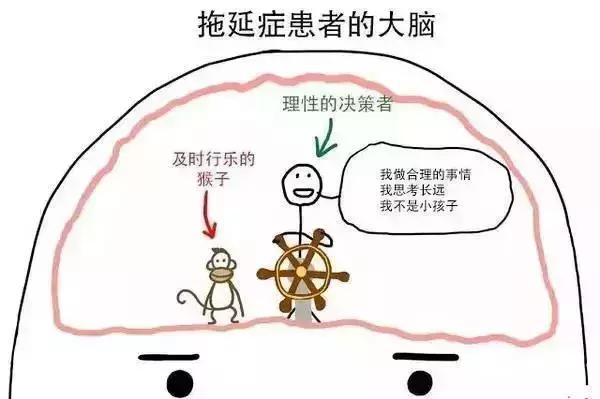 拖延症患者的大脑
理性的决策者
及时行乐的
猴子
我做合理的事情
我思考长远
我不是小孩子